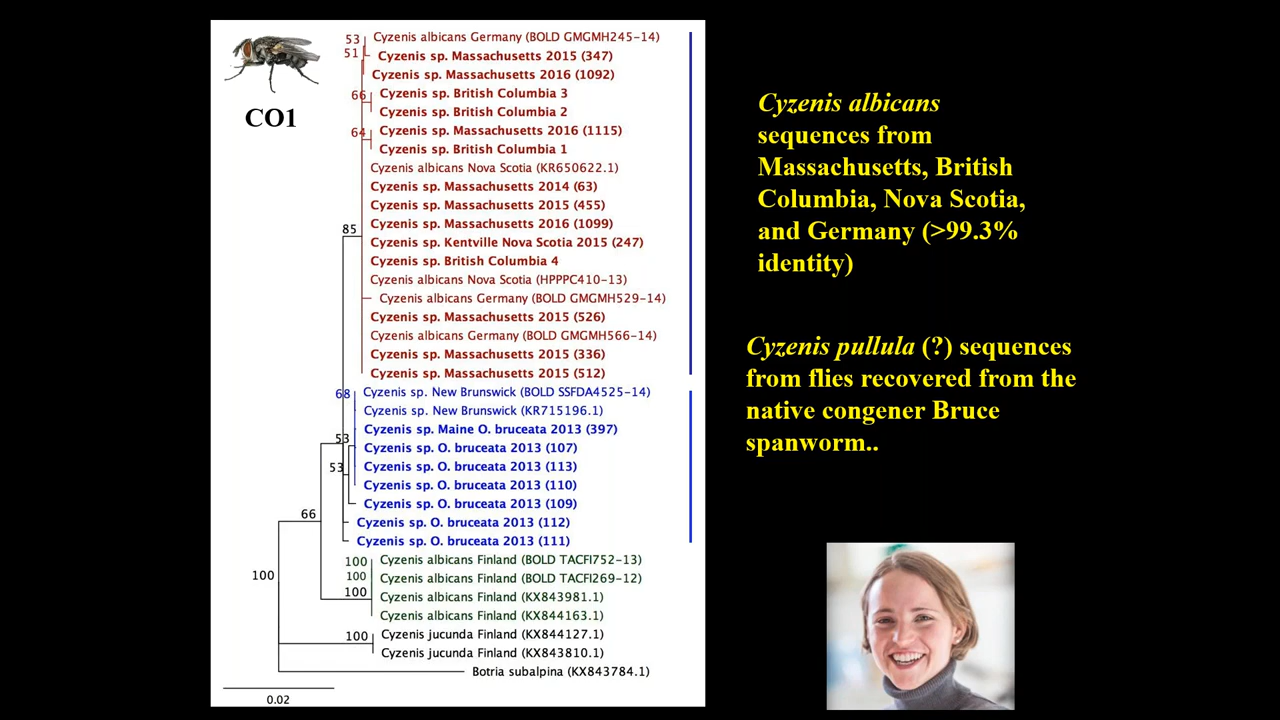 53
Cyzenis albicans Germany (BOLD GMGMH245-14)
51
Cyzenis sp. Massachusetts 2015 (347)
Cyzenis sp. Massachusetts 2016 (1092)
66
Cyzenis sp. British Columbia 3
Cyzenis sp. British Columbia 2
64
Cyzenis sp. Massachusetts 2016 (1115)
Cyzenis sp. British Columbia 1
Cyzenis albicans Nova Scotia (KR650622.1)
Cyzenis sp. Massachusetts 2014 (63)
Cyzenis sp. Massachusetts 2015 (455)
Cyzenis sp. Massachusetts 2016 (1099)
85
Cyzenis sp. Kentville Nova Scotia 2015 (247)
Cyzenis sp. British Columbia 4
Cyzenis albicans Nova Scotia (HPPPC410-13)
Cyzenis albicans Germany (BOLD GMGMH529-14)
Cyzenis sp. Massachusetts 2015 (526)
Cyzenis albicans Germany (BOLD GMGMH566-14)
Cyzenis sp. Massachusetts 2015 (336)
Cyzenis sp. Massachusetts 2015 (512)
68
Cyzenis sp. New Brunswick (BOLD SSFDA4525-14)
Cyzenis sp. New Brunswick (KR715196.1)
Cyzenis sp. Maine O. bruceata 2013 (397)
53
Cyzenis sp. O. bruceata 2013 (107)
53
Cyzenis sp. O. bruceata 2013 (113)
Cyzenis sp. O. bruceata 2013 (110)
Cyzenis sp. O. bruceata 2013 (109)
66
Cyzenis sp. O. bruceata 2013 (112)
Cyzenis sp. O. bruceata 2013 (111)
100
Cyzenis albicans Finland (BOLD TACFI752-13)
100
100
Cyzenis albicans Finland (BOLD TACFI269-12)
100
Cyzenis albicans Finland (KX843981.1)
Cyzenis albicans Finland (KX844163.1)
100
Cyzenis jucunda Finland (KX844127.1)
Cyzenis jucunda Finland (KX843810.1)
Botria subalpina (KX843784.1)
0.02
CO1
Cyzenis albicans
sequences from
Massachusetts, British
Columbia, Nova Scotia,
and Germany (>99.3%
identity)
Cyzenis pullula (?) sequences
from flies recovered from the
native congener Bruce
spanworm..